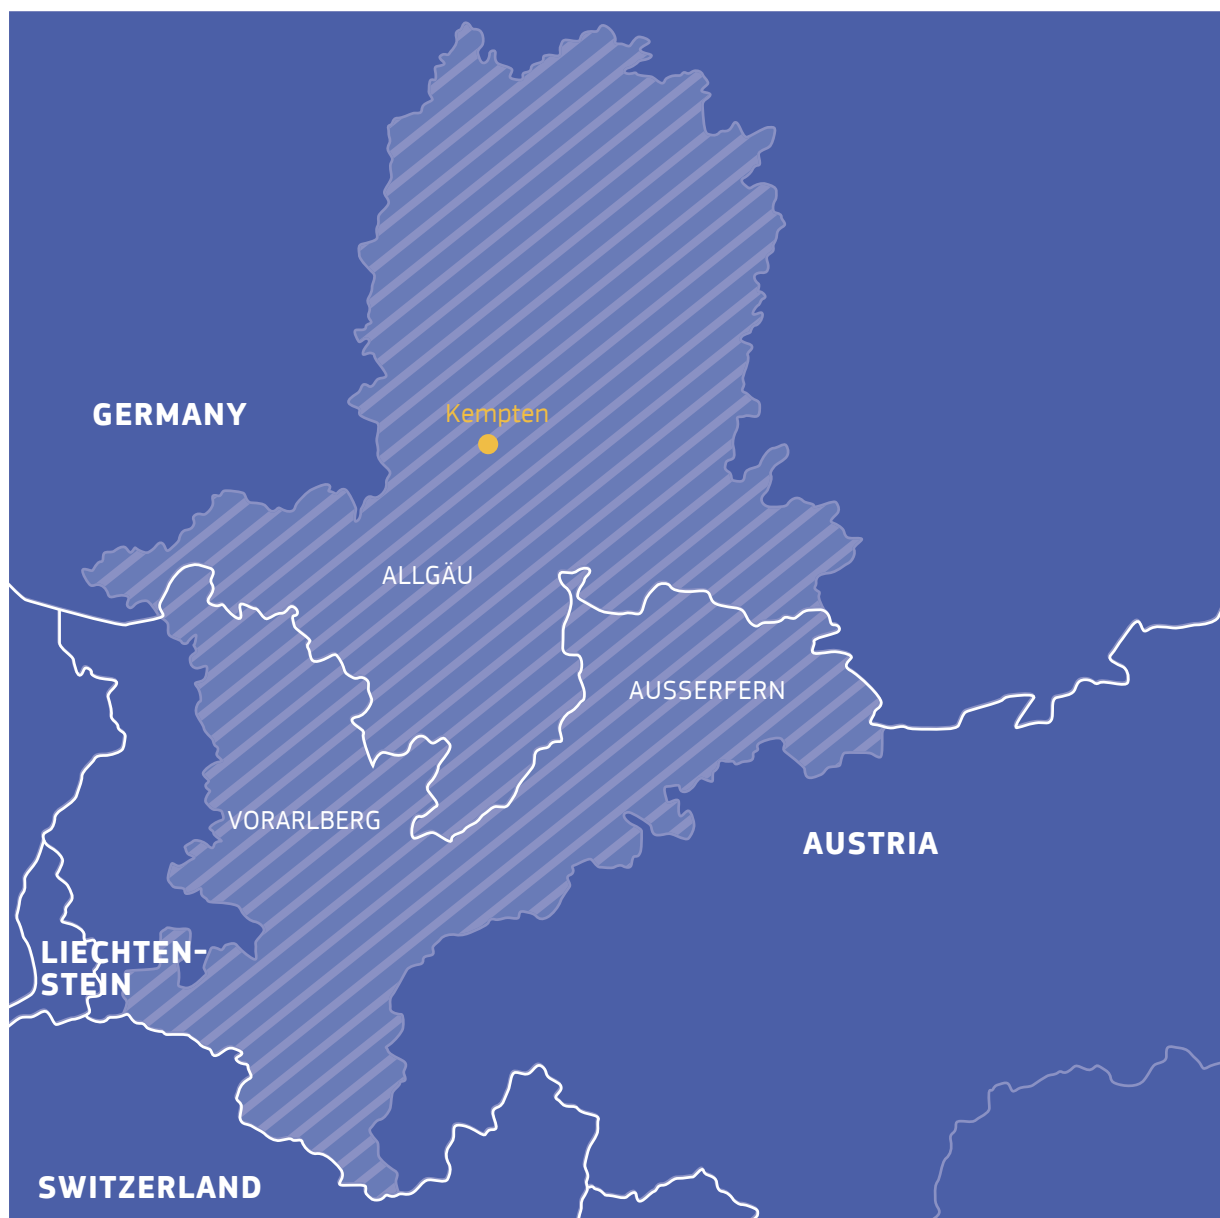 Kempten
GERMANY
ALLGÄU
AUSSERFERN
VORARLBERG
AUSTRIA
LIECHTEN-
STEIN
SWITZERLAND